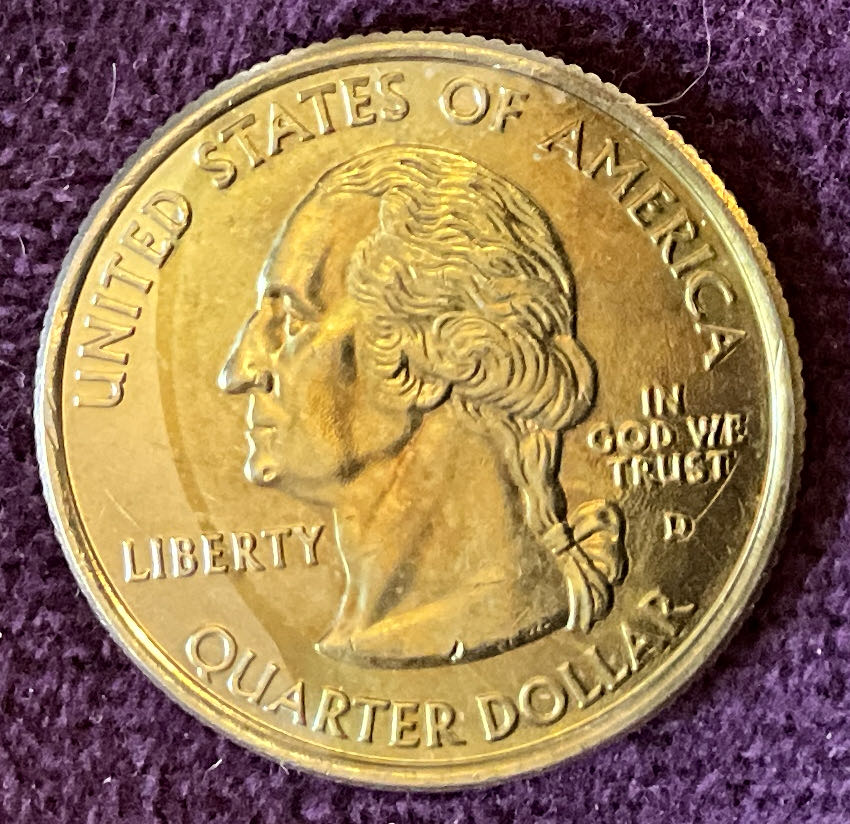 UNITED STATES OF AMERICA
LIBERTY
IN
GOD WE
TRUST
D
QUARTER DOLLAR